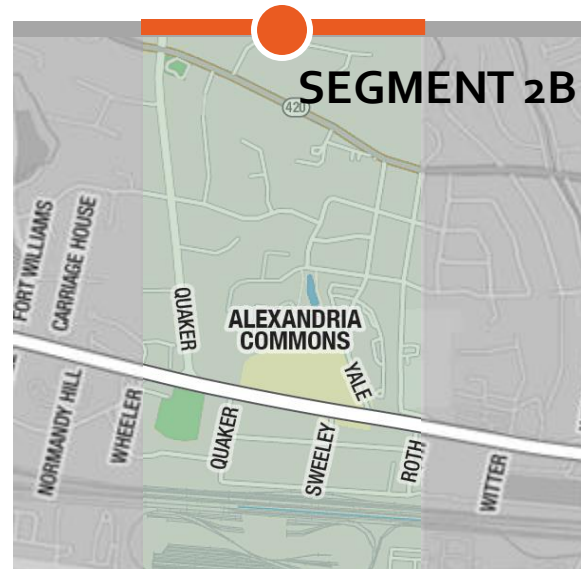 SEGMENT 2B
420
FORT WILLIAMS
CARRIAGE HOUSE
QUAKER
ALEXANDRIA
COMMONS
YALE
NORMANDY HILL
WHEELER
QUAKER
SWEELEY
ROTH
WITTER